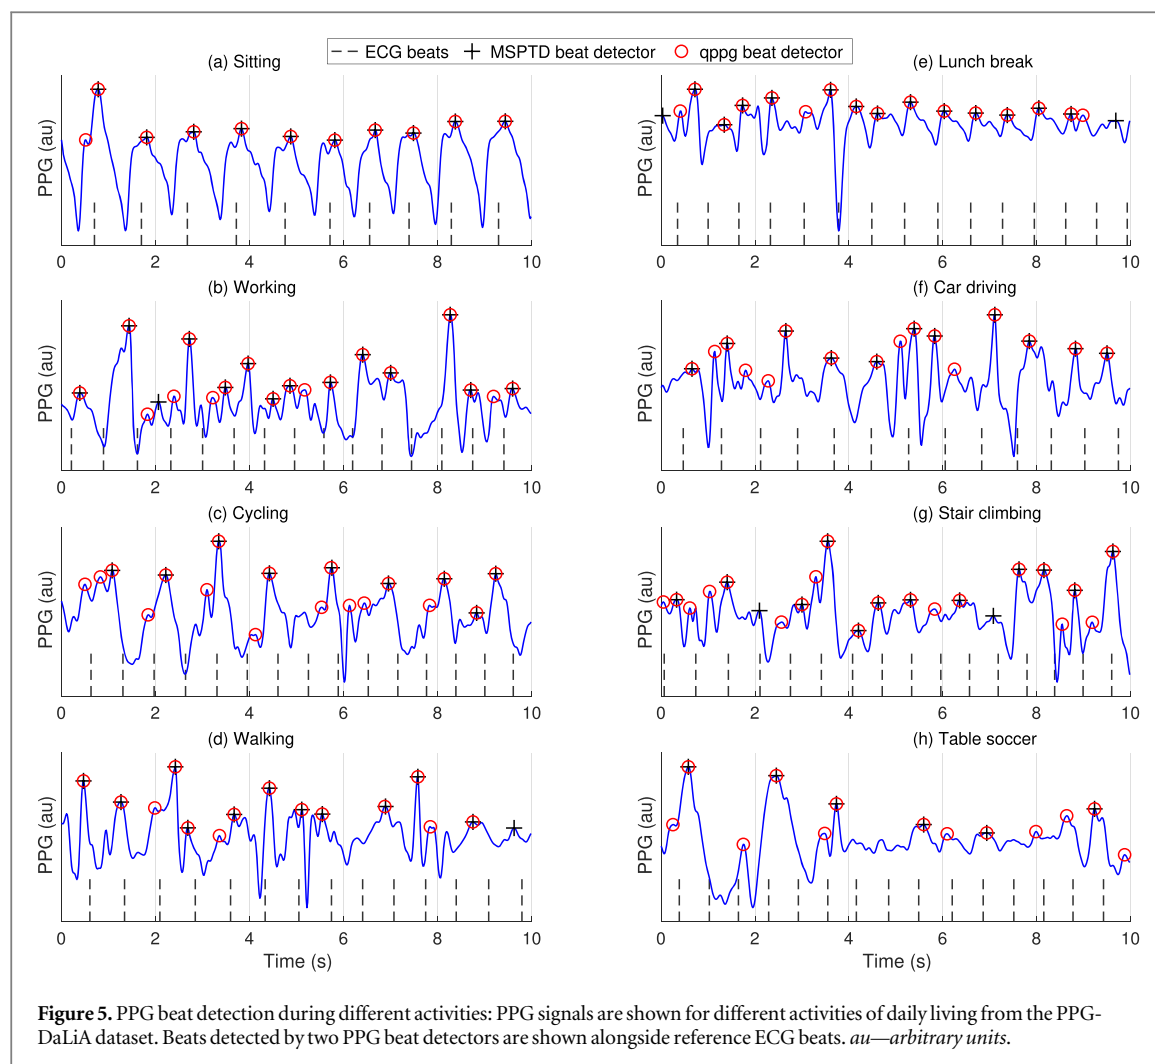 ECG beats MSPTD beat detector qppg beat detector
(a) Sitting
PPG (au)
0 2 4 6 8 10
(b) Working
PPG (au)
0 2 4 6 8 10
(c) Cycling
PPG (au)
0 2 4 6 8 10
(d) Walking
PPG (au)
0 2 4 6 8 10
Time (s)
(e) Lunch break
PPG (au)
0 2 4 6 8 10
(f) Car driving
PPG (au)
0 2 4 6 8 10
(g) Stair climbing
PPG (au)
0 2 4 6 8 10
(h) Table soccer
PPG (au)
0 2 4 6 8 10
Time (s)
Figure 5. PPG beat detection during different activities: PPG signals are shown for different activities of daily living from the PPG-
DaLiA dataset. Beats detected by two PPG beat detectors are shown alongside reference ECG beats. au—arbitrary units.